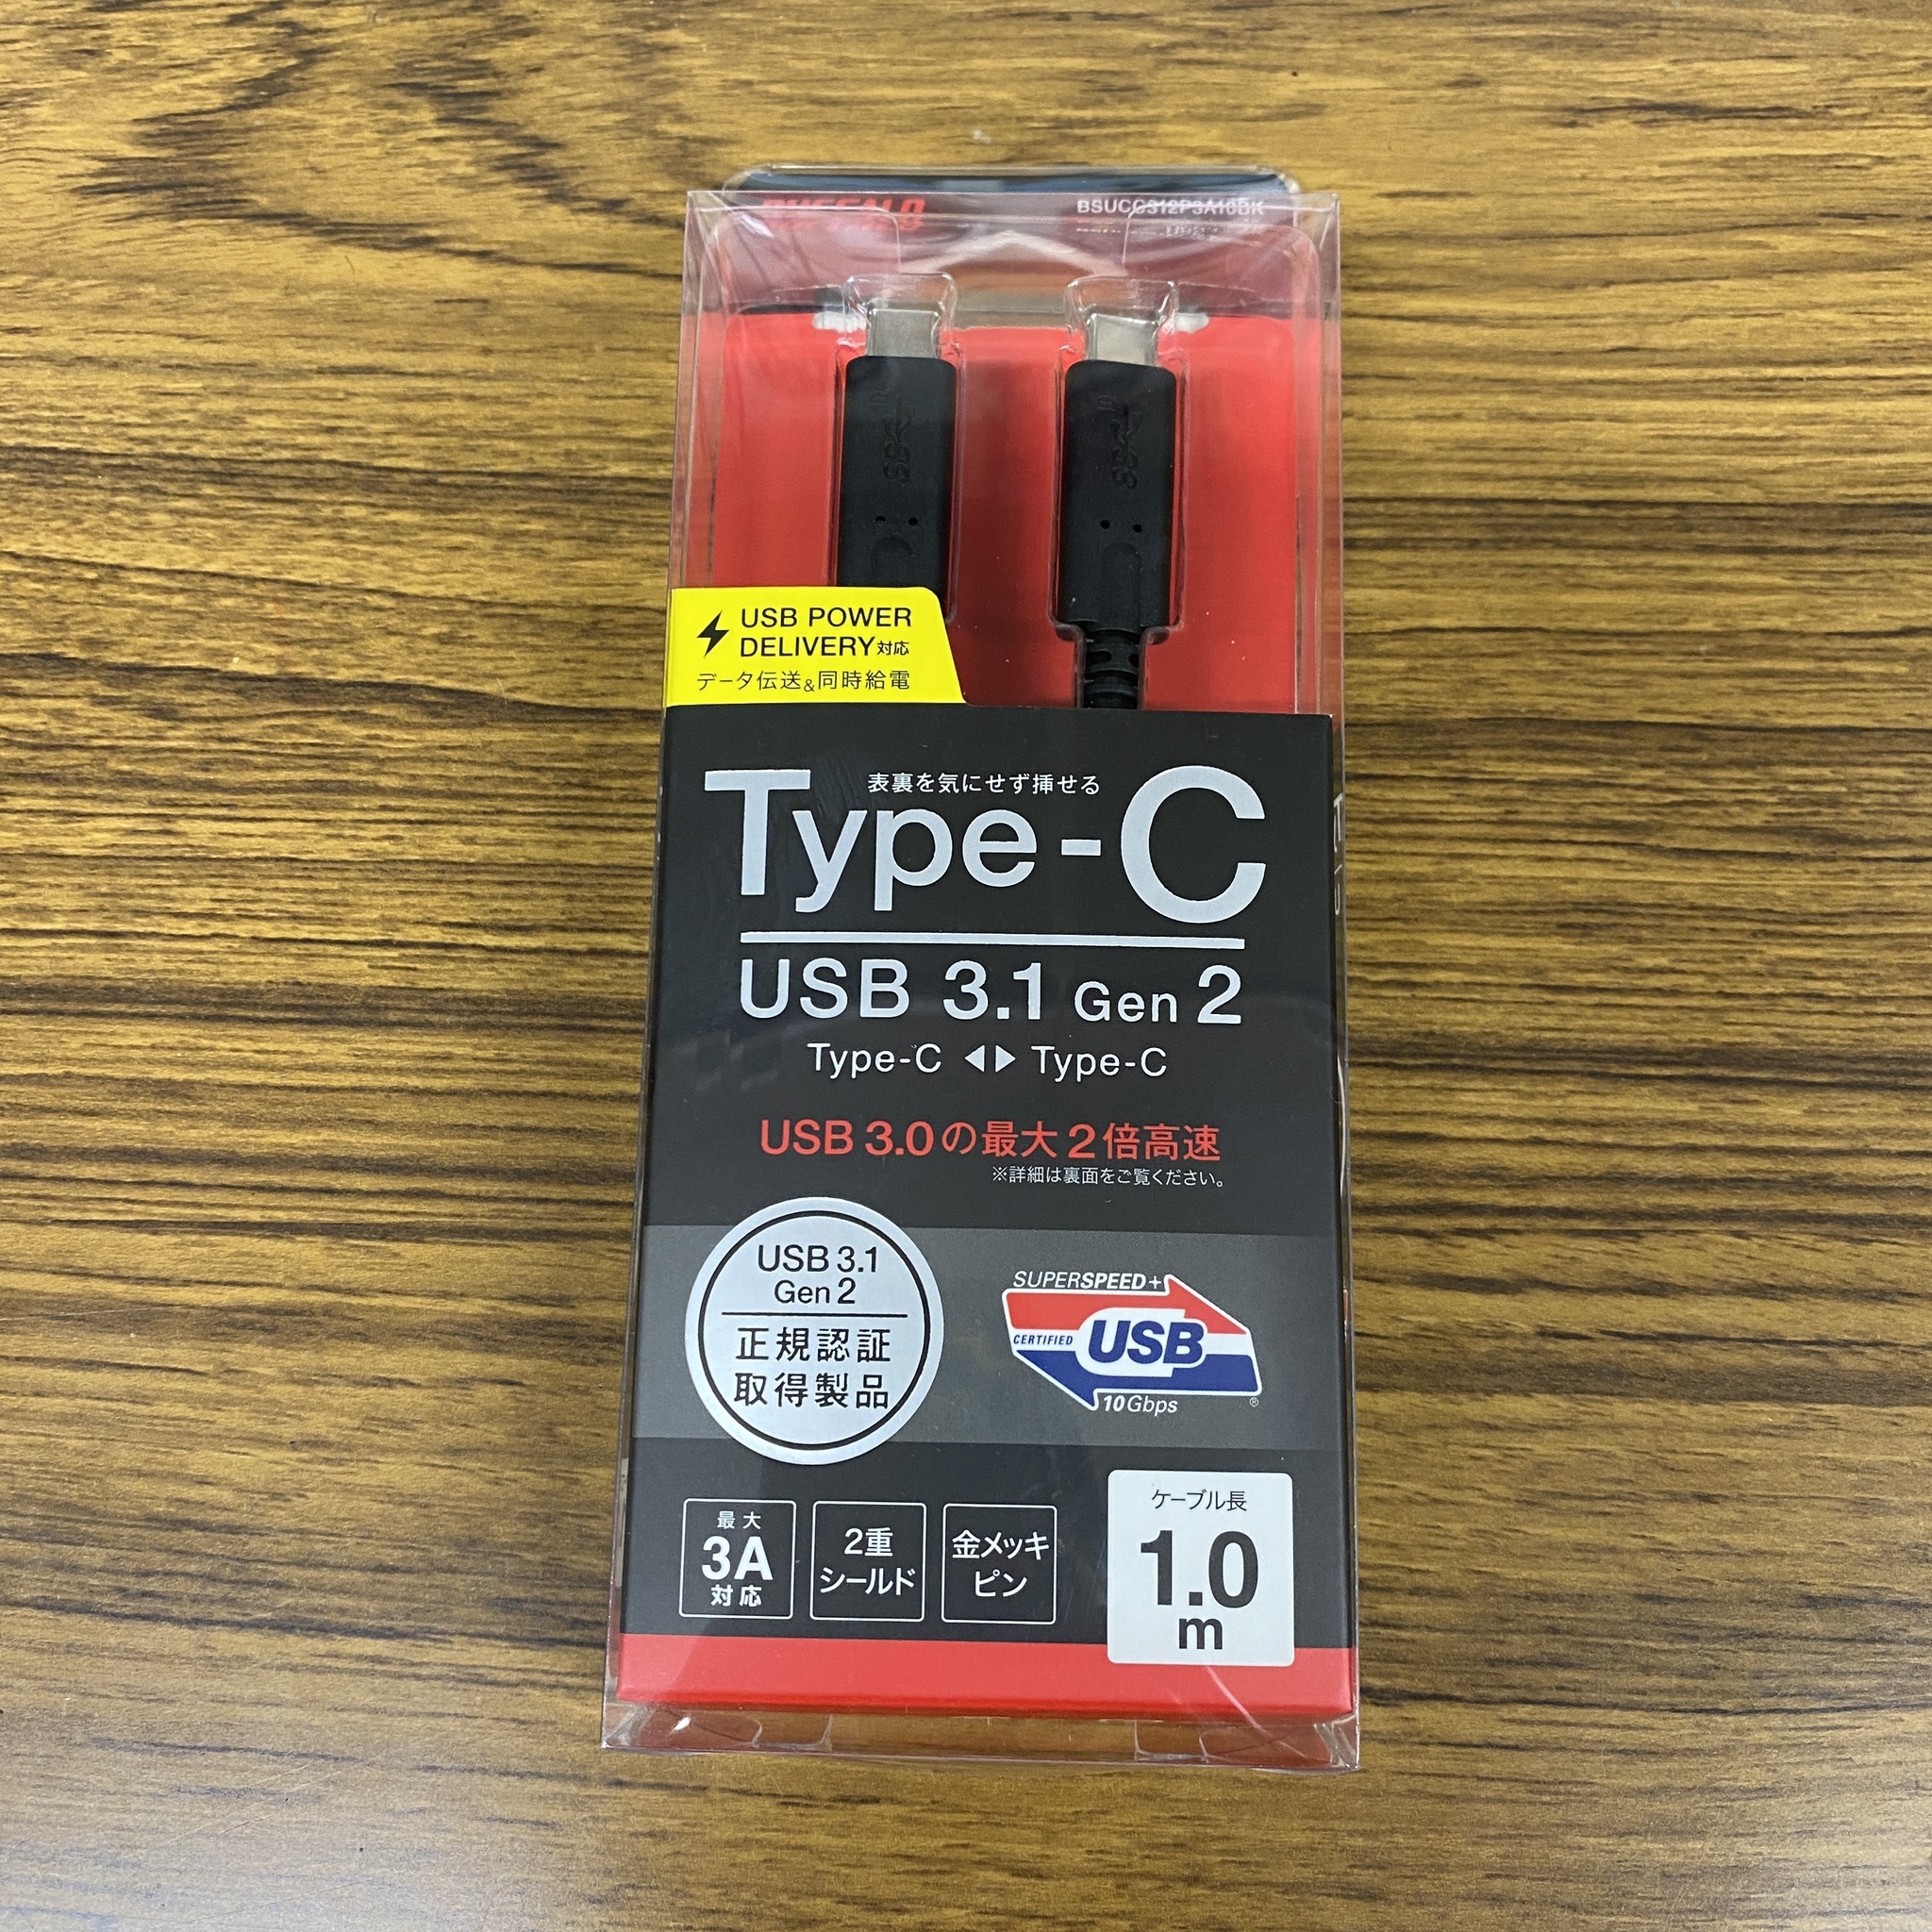 BUFFALO
BSUCC312P3A10BK
USB POWER
DELIVERY対応
データ伝送&同時給電
表裏を気にせず挿せる
Type-C
USB 3.1 Gen 2
Type-C ◀▶ Type-C
USB 3.0の最大2倍高速
※詳細は裏面をご覧ください。
USB 3.1
Gen 2
正規認証
取得製品
SUPERSPEED+
CERTIFIED USB
10Gbps
®
最大
3A
対応
2重
シールド
金メッキ
ピン
ケーブル長
1.0
m